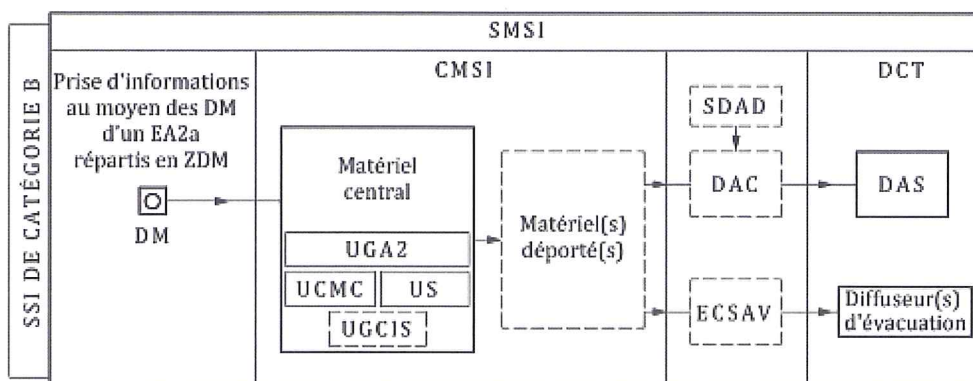 SSI DE CATÉGORIE B
SMSI
Prise d'informations
au moyen des DM
d'un EA2a
répartis en ZDM
DM
CMSI
Matériel
central
UGA2
UCMC
US
UGCIS
Matériel(s)
déporté(s)
SDAD
DAC
ECSAV
DCT
DAS
Diffuseur(s)
d'évacuation